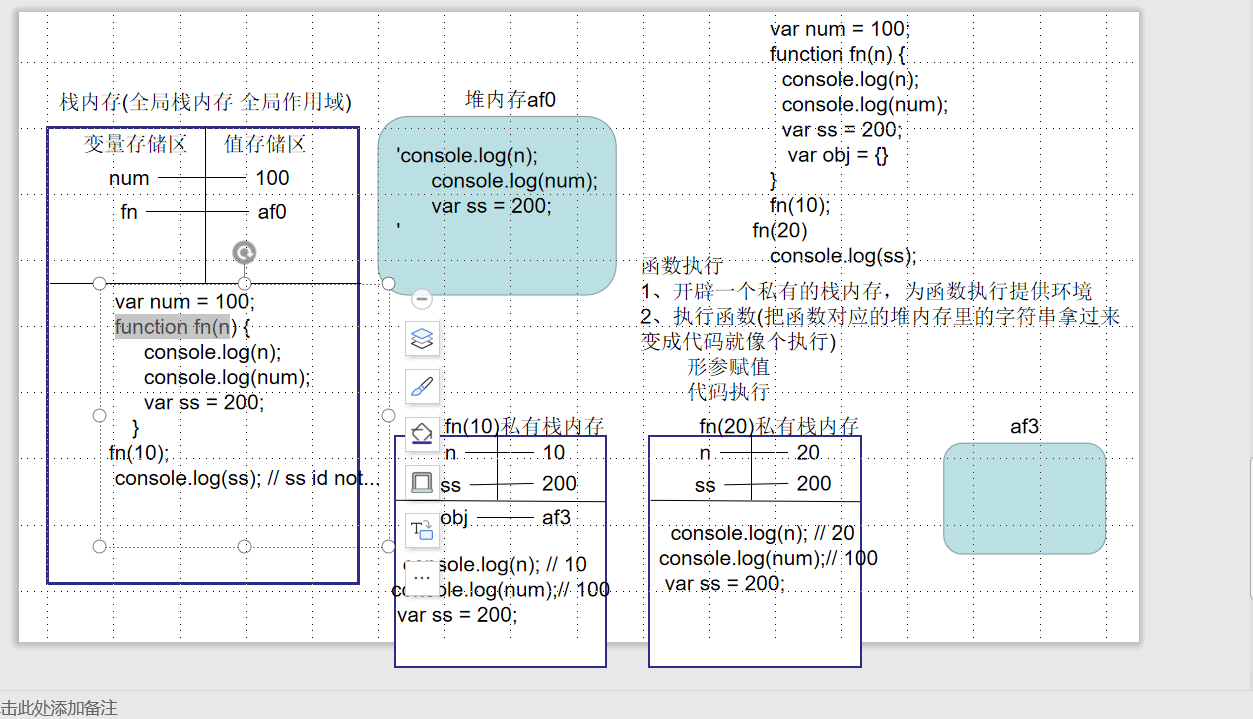 栈内存(全局栈内存 全局作用域)
变量存储区 值存储区
num 100
fn af0
var num = 100;
function fn(n) {
console.log(n);
console.log(num);
var ss = 200;
}
fn(10);
console.log(ss); // ss id not...
堆内存af0
'console.log(n);
console.log(num);
var ss = 200;
'
var num = 100;
function fn(n) {
console.log(n);
console.log(num);
var ss = 200;
var obj = {}
}
fn(10);
fn(20)
console.log(ss);
函数执行
1、开辟一个私有的栈内存，为函数执行提供环境
2、执行函数(把函数对应的堆内存里的字符串拿过来
变成代码就像个执行)
形参赋值
代码执行
fn(10)私有栈内存
n 10
ss 200
obj af3
sole.log(n); // 10
ole.log(num);// 100
var ss = 200;
fn(20)私有栈内存
n 20
ss 200
console.log(n); // 20
console.log(num);// 100
var ss = 200;
af3
击此处添加备注